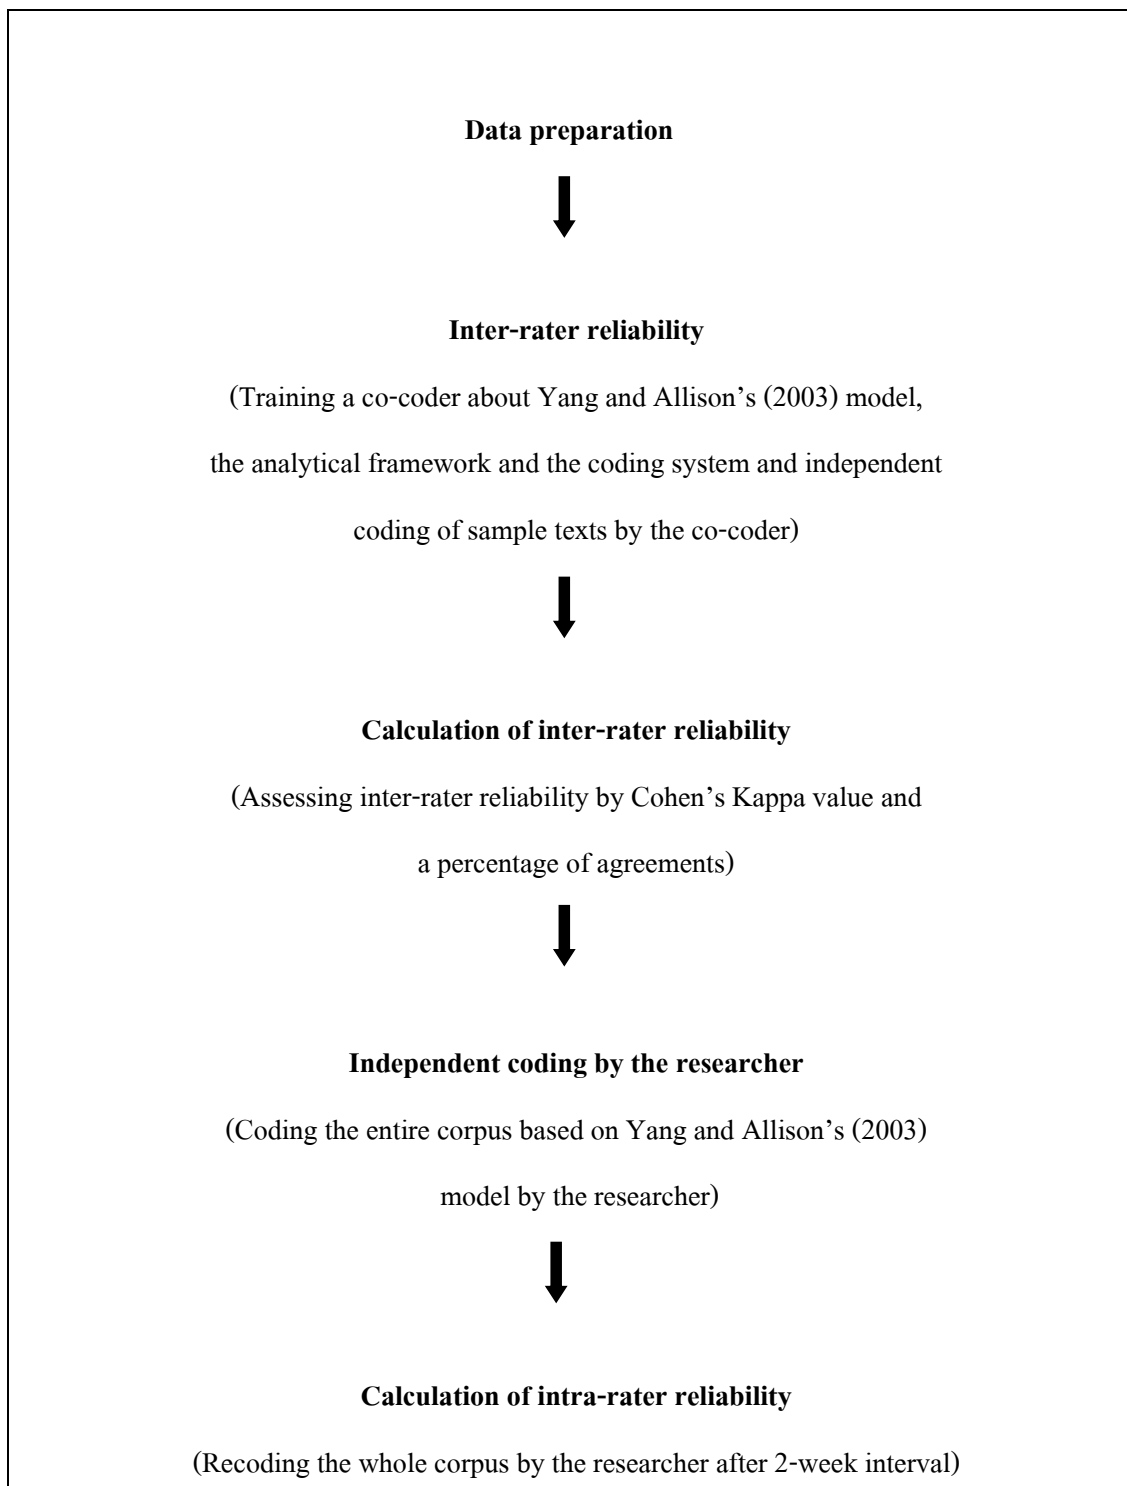 Data preparation
Inter-rater reliability
(Training a co-coder about Yang and Allison’s (2003) model,
the analytical framework and the coding system and independent
coding of sample texts by the co-coder)
Calculation of inter-rater reliability
(Assessing inter-rater reliability by Cohen’s Kappa value and
a percentage of agreements)
Independent coding by the researcher
(Coding the entire corpus based on Yang and Allison’s (2003)
model by the researcher)
Calculation of intra-rater reliability
(Recoding the whole corpus by the researcher after 2-week interval)